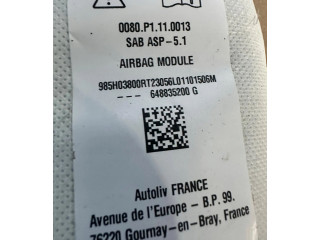 0080.P1.11.0013
SAB ASP-5.1
AIRBAG MODULE
985H03800RT23056L01101506M
--- 648835200 G
Autoliv FRANCE
Avenue de l'Europe - B.P. 99.
76220 Gournay-en-Bray, France